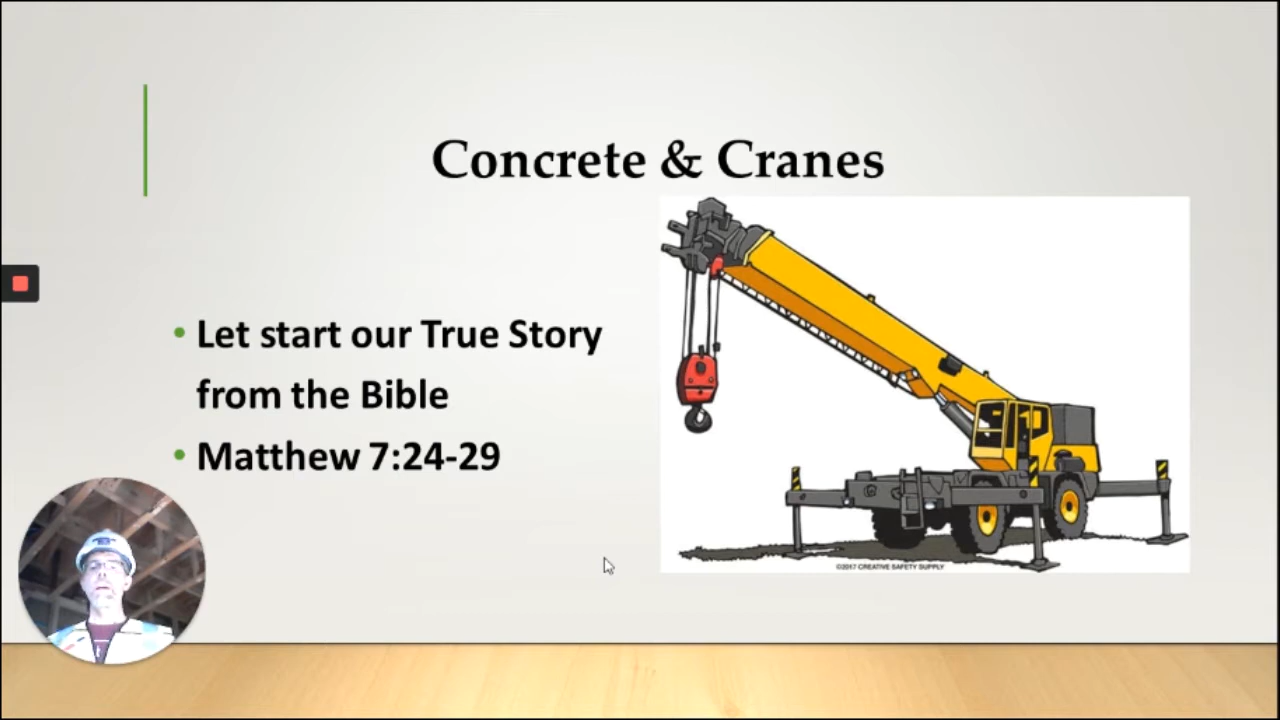 Concrete & Cranes
• Let start our True Story
from the Bible
• Matthew 7:24-29
©2017 CREATIVE SAFETY SUPPLY